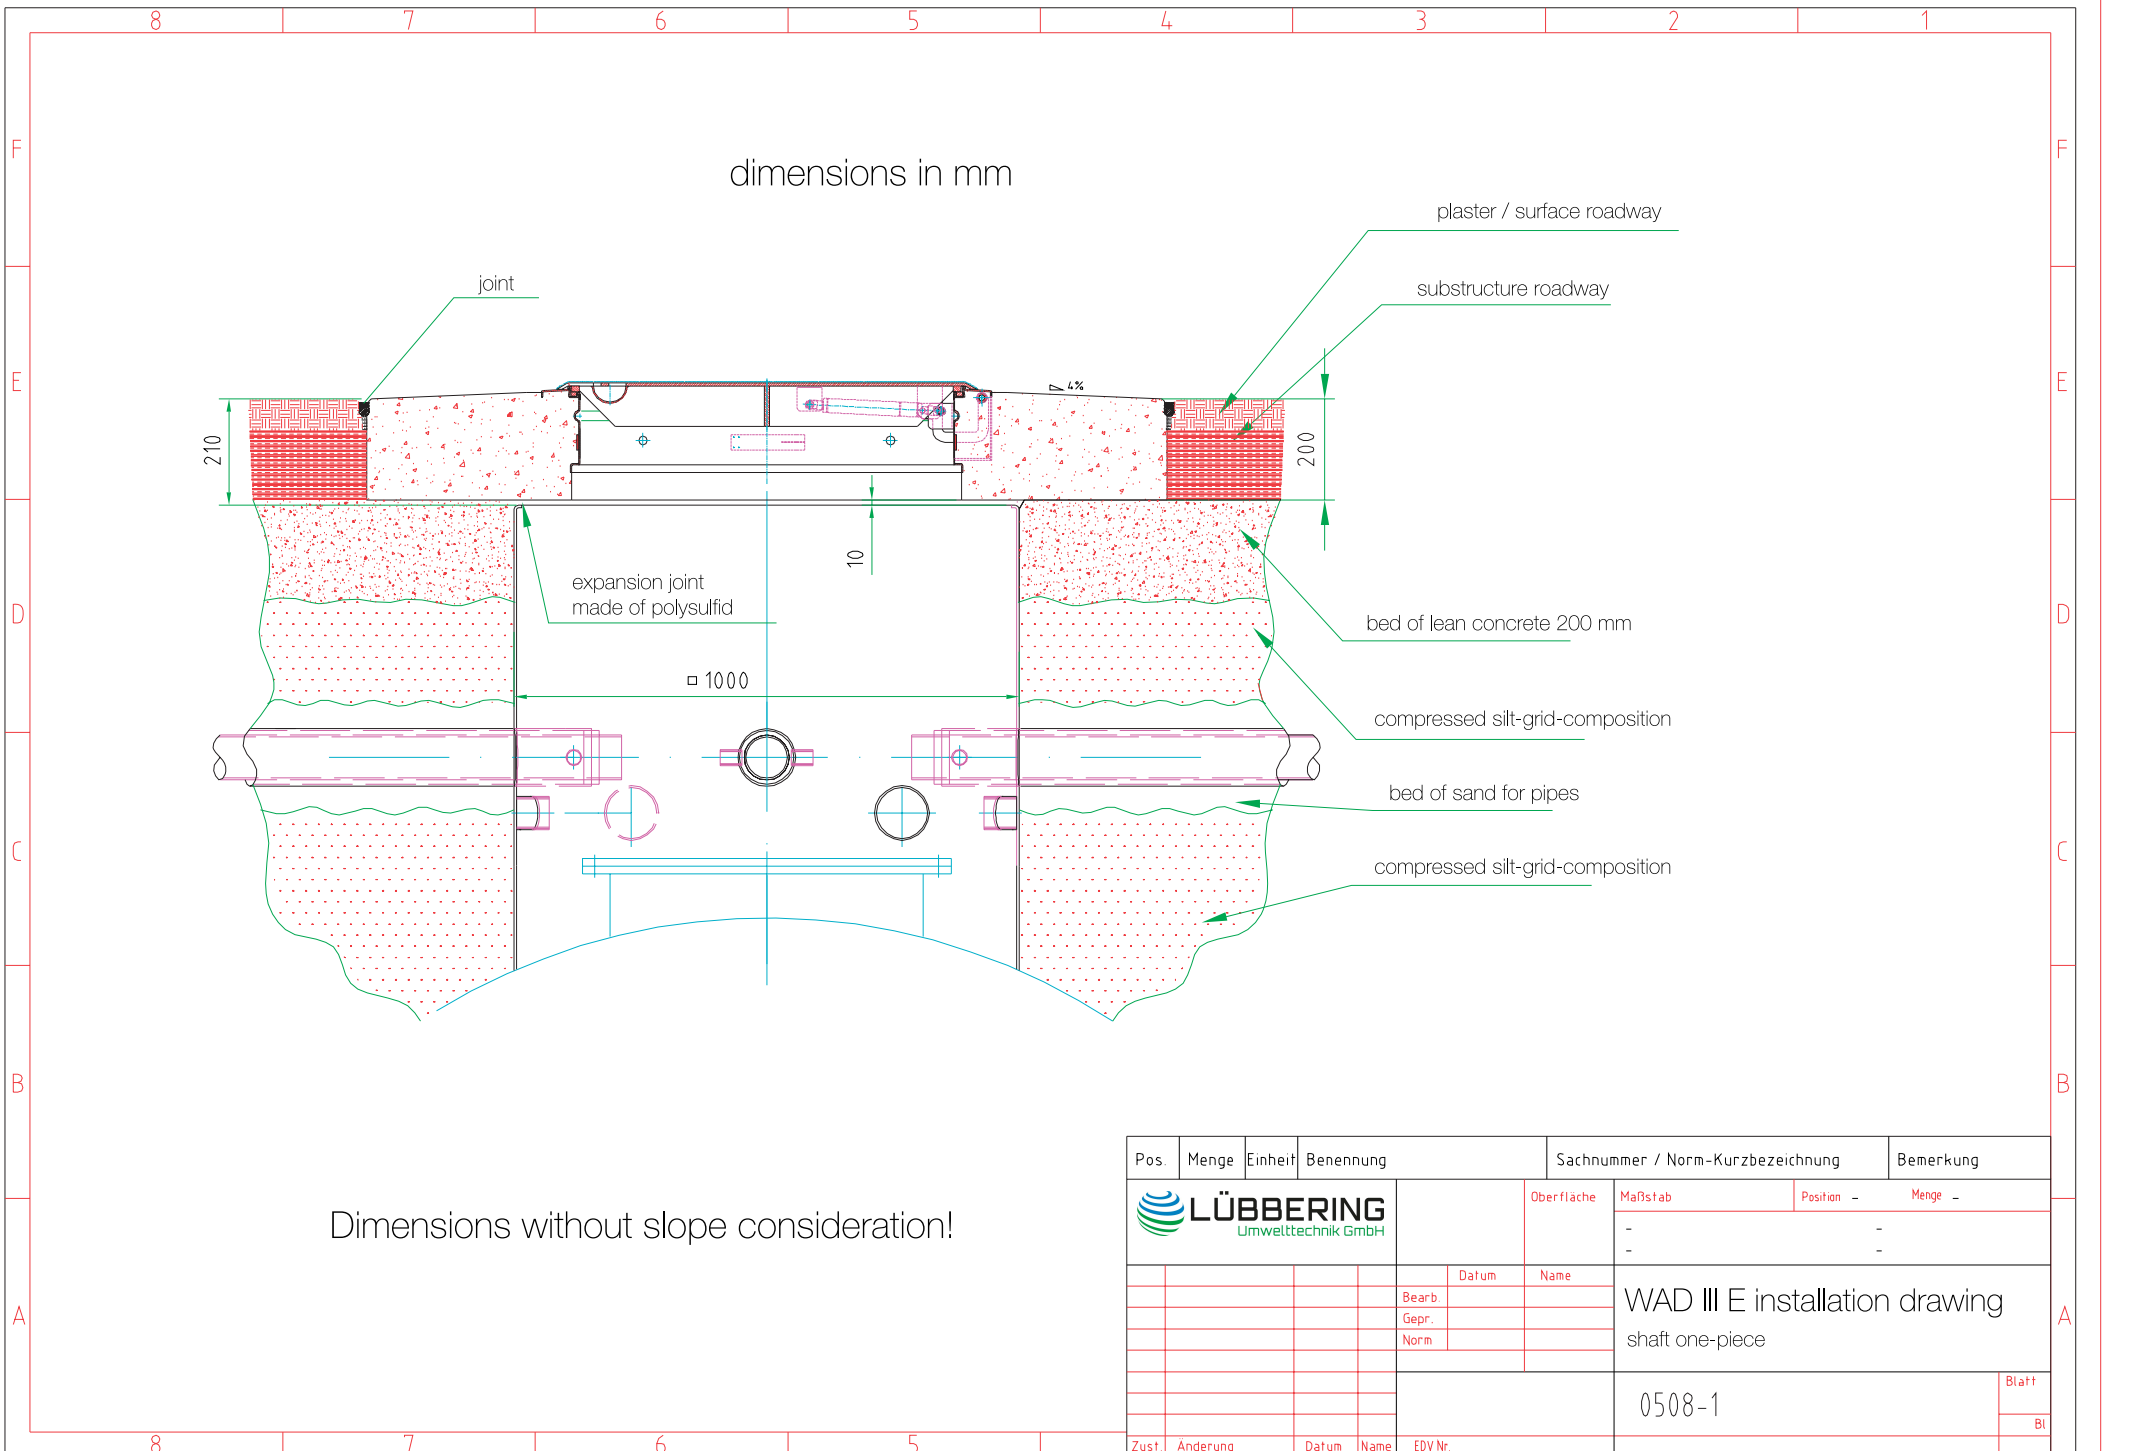 8 7 6 5 4 3 2 1
F F
dimensions in mm
plaster / surface roadway
joint
substructure roadway
E E
4%
210
200
10
expansion joint
made of polysulfid
D D
bed of lean concrete 200 mm
□ 1000
compressed silt-grid-composition
bed of sand for pipes
C C
compressed silt-grid-composition
B B
Pos. Menge Einheit Benennung Sachnummer / Norm-Kurzbezeichnung Bemerkung
LÜBBERING
Umwelttechnik GmbH
Oberfläche Maßstab Position - Menge -
- -
- -
Dimensions without slope consideration!
Datum Name
Bearb.
Gepr.
Norm
WAD III E installation drawing
shaft one-piece
A A
0508-1
Blatt
Bl
Zust. Änderung Datum Name EDV Nr.
8 7 6 5